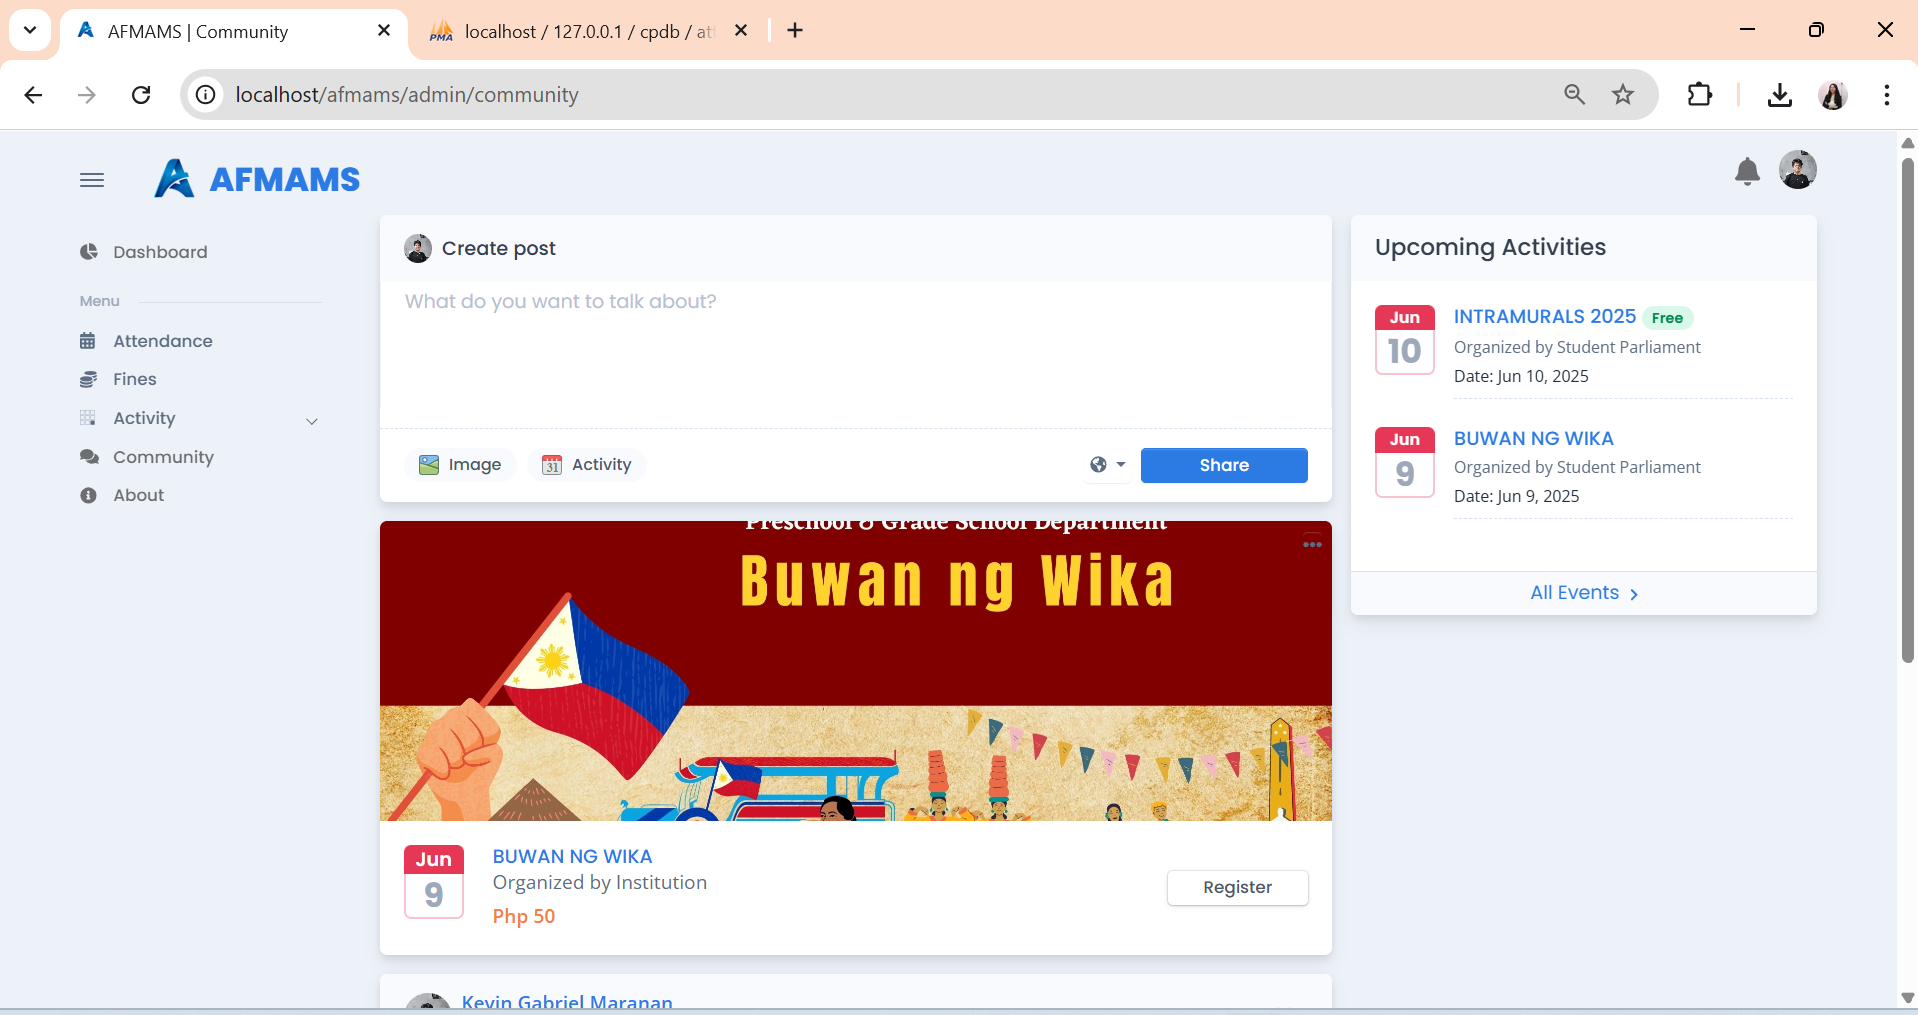 AFMAMS | Community
PMA
localhost / 127.0.0.1 / cpdb / at
localhost/afmams/admin/community
AFMAMS
Dashboard
Menu
Attendance
Fines
Activity
Community
About
Create post
What do you want to talk about?
Image
31
Activity
Share
Preschool & Grade School Department
Buwan ng Wika
Jun
9
BUWAN NG WIKA
Organized by Institution
Php 50
Register
Kevin Gabriel Maranan
Upcoming Activities
Jun
10
INTRAMURALS 2025 Free
Organized by Student Parliament
Date: Jun 10, 2025
Jun
9
BUWAN NG WIKA
Organized by Student Parliament
Date: Jun 9, 2025
All Events